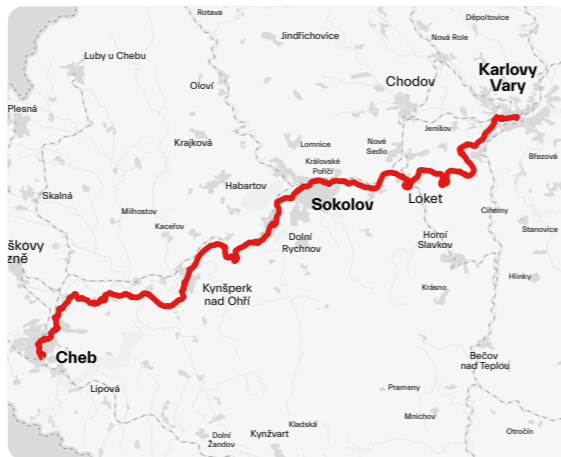 Rotava
Děpoltovice
Jindřichovice
Nová Role
Luby u Chebu
Karlovy
Vary
Oloví
Chodov
Plesná
Jenišov
Krajková
Lomnice
Nové
Sedlo
Královské
Poříčí
Březová
Habartov
Skalná
Sokolov
Loket
Cihelny
Milhostov
Kaceřov
Stanovice
škovy
zně
Dolní
Rychnov
Horní
Slavkov
Hlinky
Kynšperk
nad Ohří
Krásno
Cheb
Bečov
nad Teplou
Lipová
Prameny
Mnichov
Kladská
Dolní
Žandov
Kynžvart
Otročín